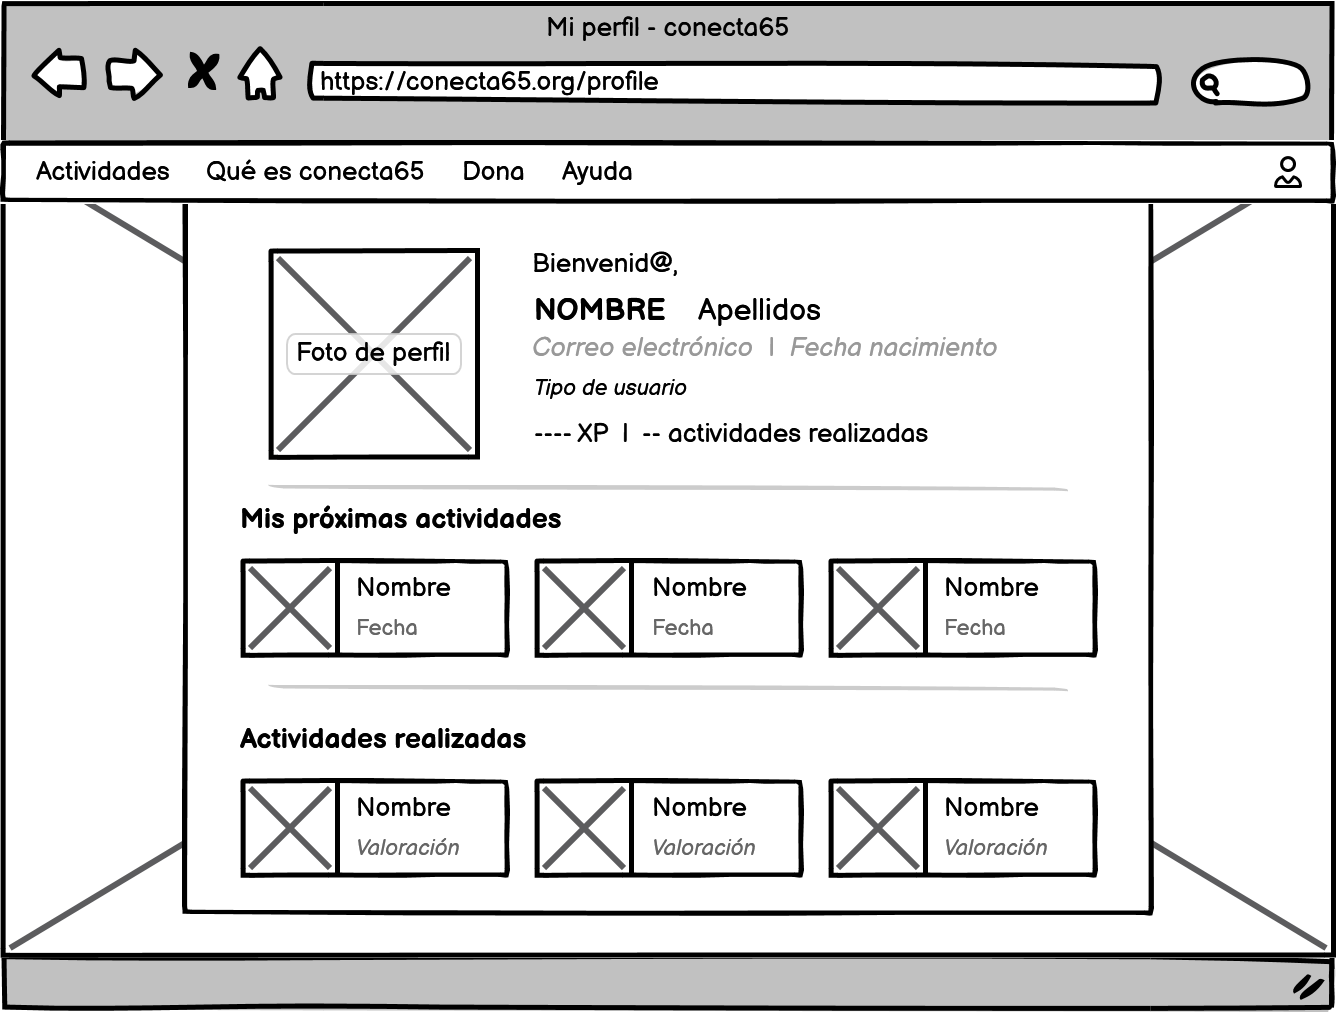 Mi perfil - conecta65
https://conecta65.org/profile
Actividades Qué es conecta65 Dona Ayuda
Foto de perfil
Bienvenid@,
NOMBRE Apellidos
Correo electrónico | Fecha nacimiento
Tipo de usuario
---- XP | -- actividades realizadas
Mis próximas actividades
Nombre
Fecha
Nombre
Fecha
Nombre
Fecha
Actividades realizadas
Nombre
Valoración
Nombre
Valoración
Nombre
Valoración